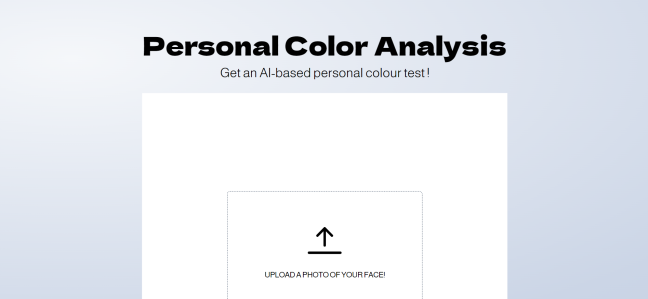 Personal Color Analysis
Get an AI-based personal colour test!
UPLOAD A PHOTO OF YOUR FACE!